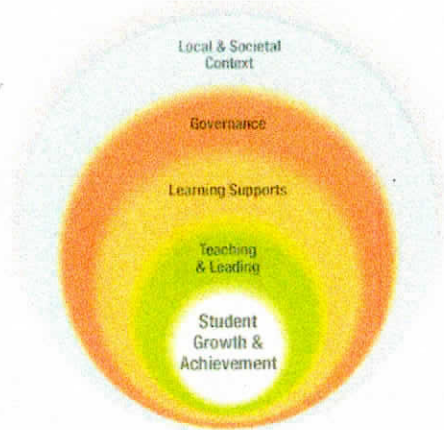 Local & Societal
Context
Governance
Learning Supports
Teaching
& Leading
Student
Growth &
Achievement